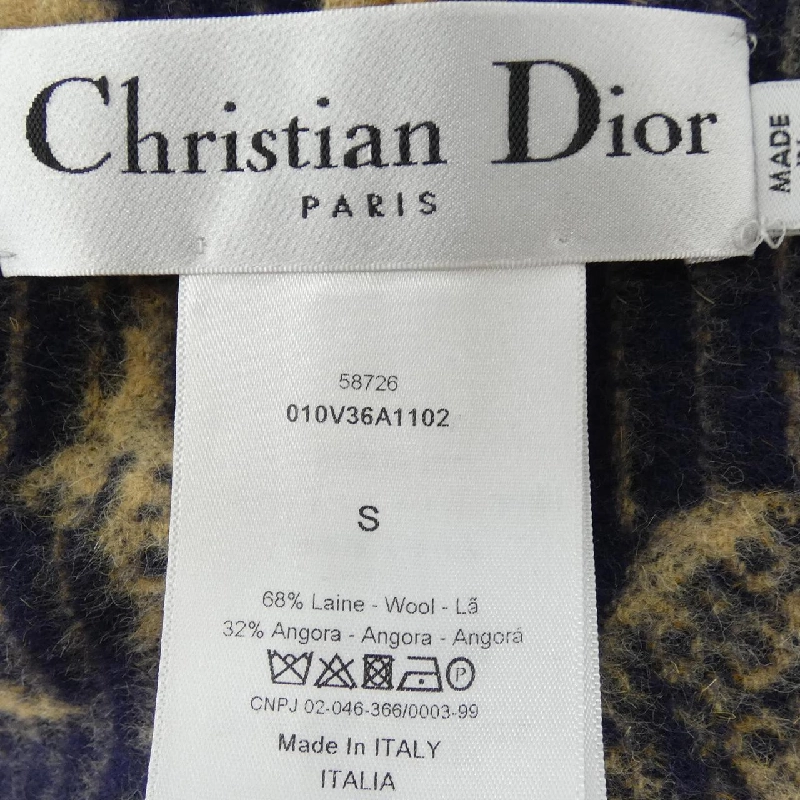 Christian Dior
PARIS
MADE
58726
010V36A1102
S
68% Laine - Wool - Lã
32% Angora - Angora - Angorá
P
CNPJ 02-046-366/0003-99
Made In ITALY
ITALIA